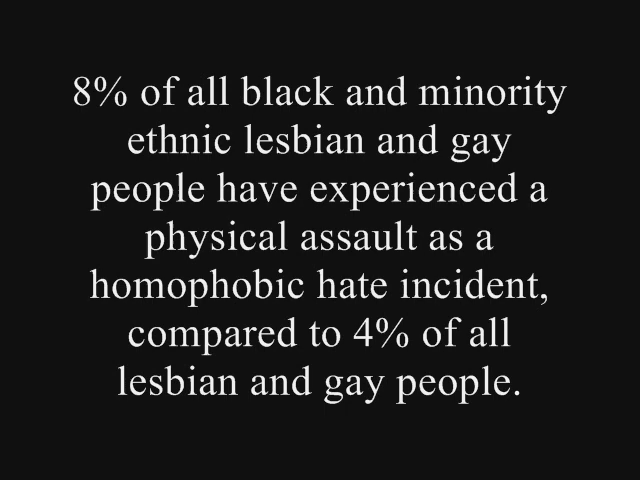 8% of all black and minority
ethnic lesbian and gay
people have experienced a
physical assault as a
homophobic hate incident,
compared to 4% of all
lesbian and gay people.